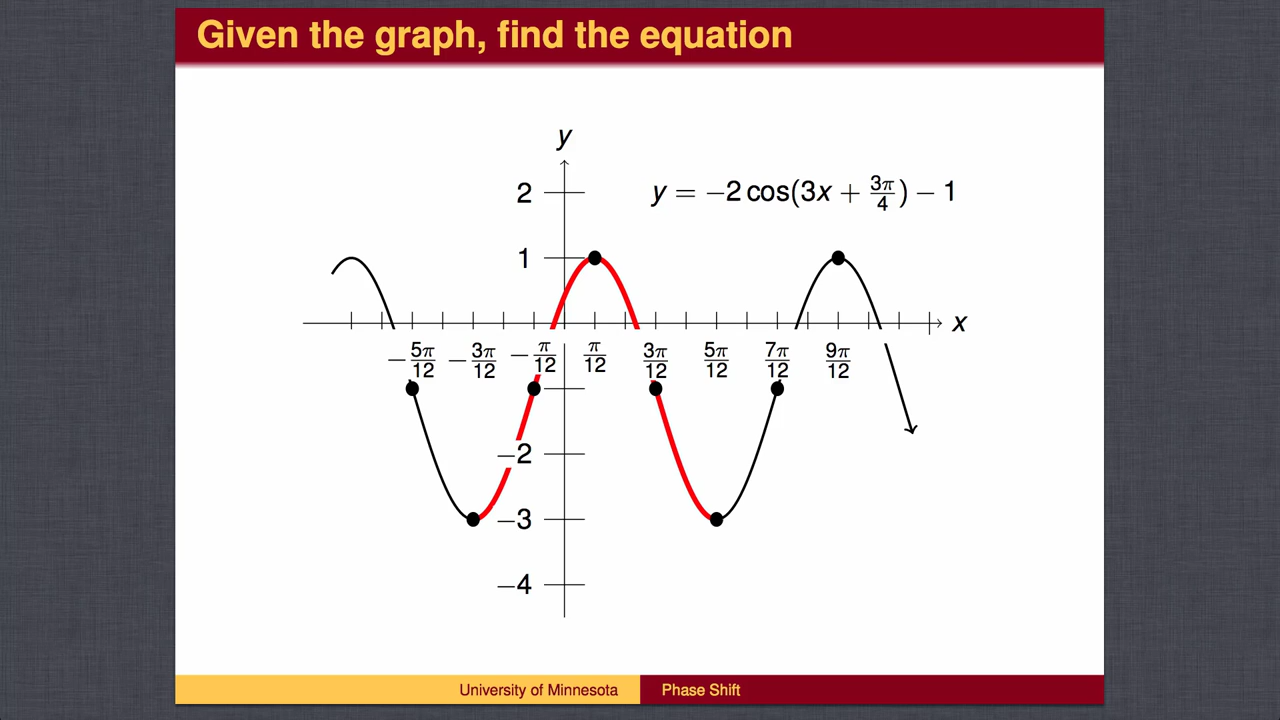 Given the graph, find the equation
y
2
y = −2 cos(3x + 3π/4) − 1
1
x
−5π/12 −3π/12 −π/12 π/12 3π/12 5π/12 7π/12 9π/12
−2
−3
−4
University of Minnesota Phase Shift